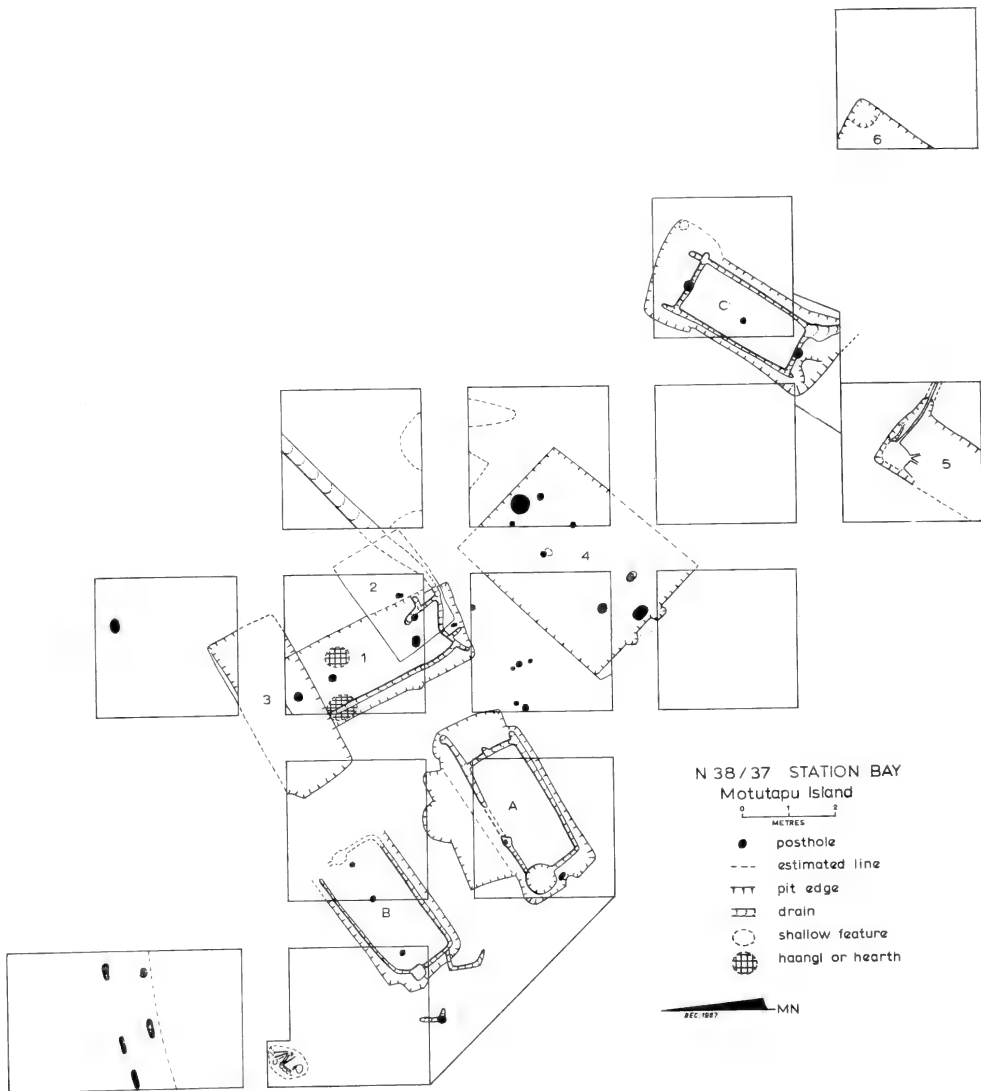 6
C
5
4
2
1
3
A
B
N 38/37 STATION BAY
Motutapu Island
0 1 2
METRES
posthole
estimated line
pit edge
drain
shallow feature
haangi or hearth
MN
DEC. 1967